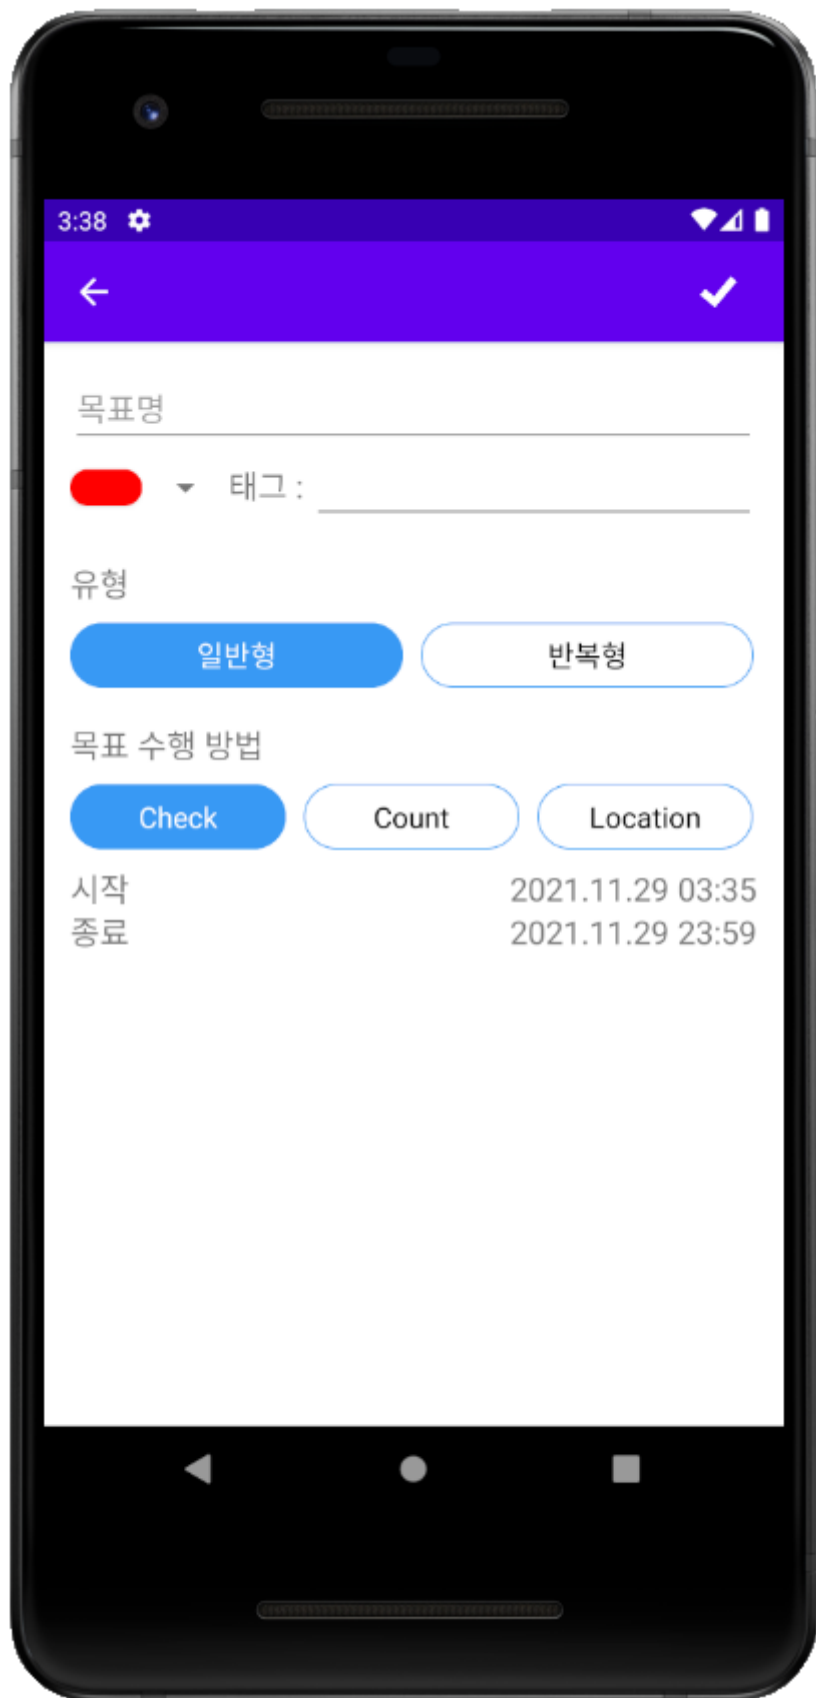 3:38
목표명
태그 :
유형
일반형 반복형
목표 수행 방법
Check Count Location
시작 2021.11.29 03:35
종료 2021.11.29 23:59